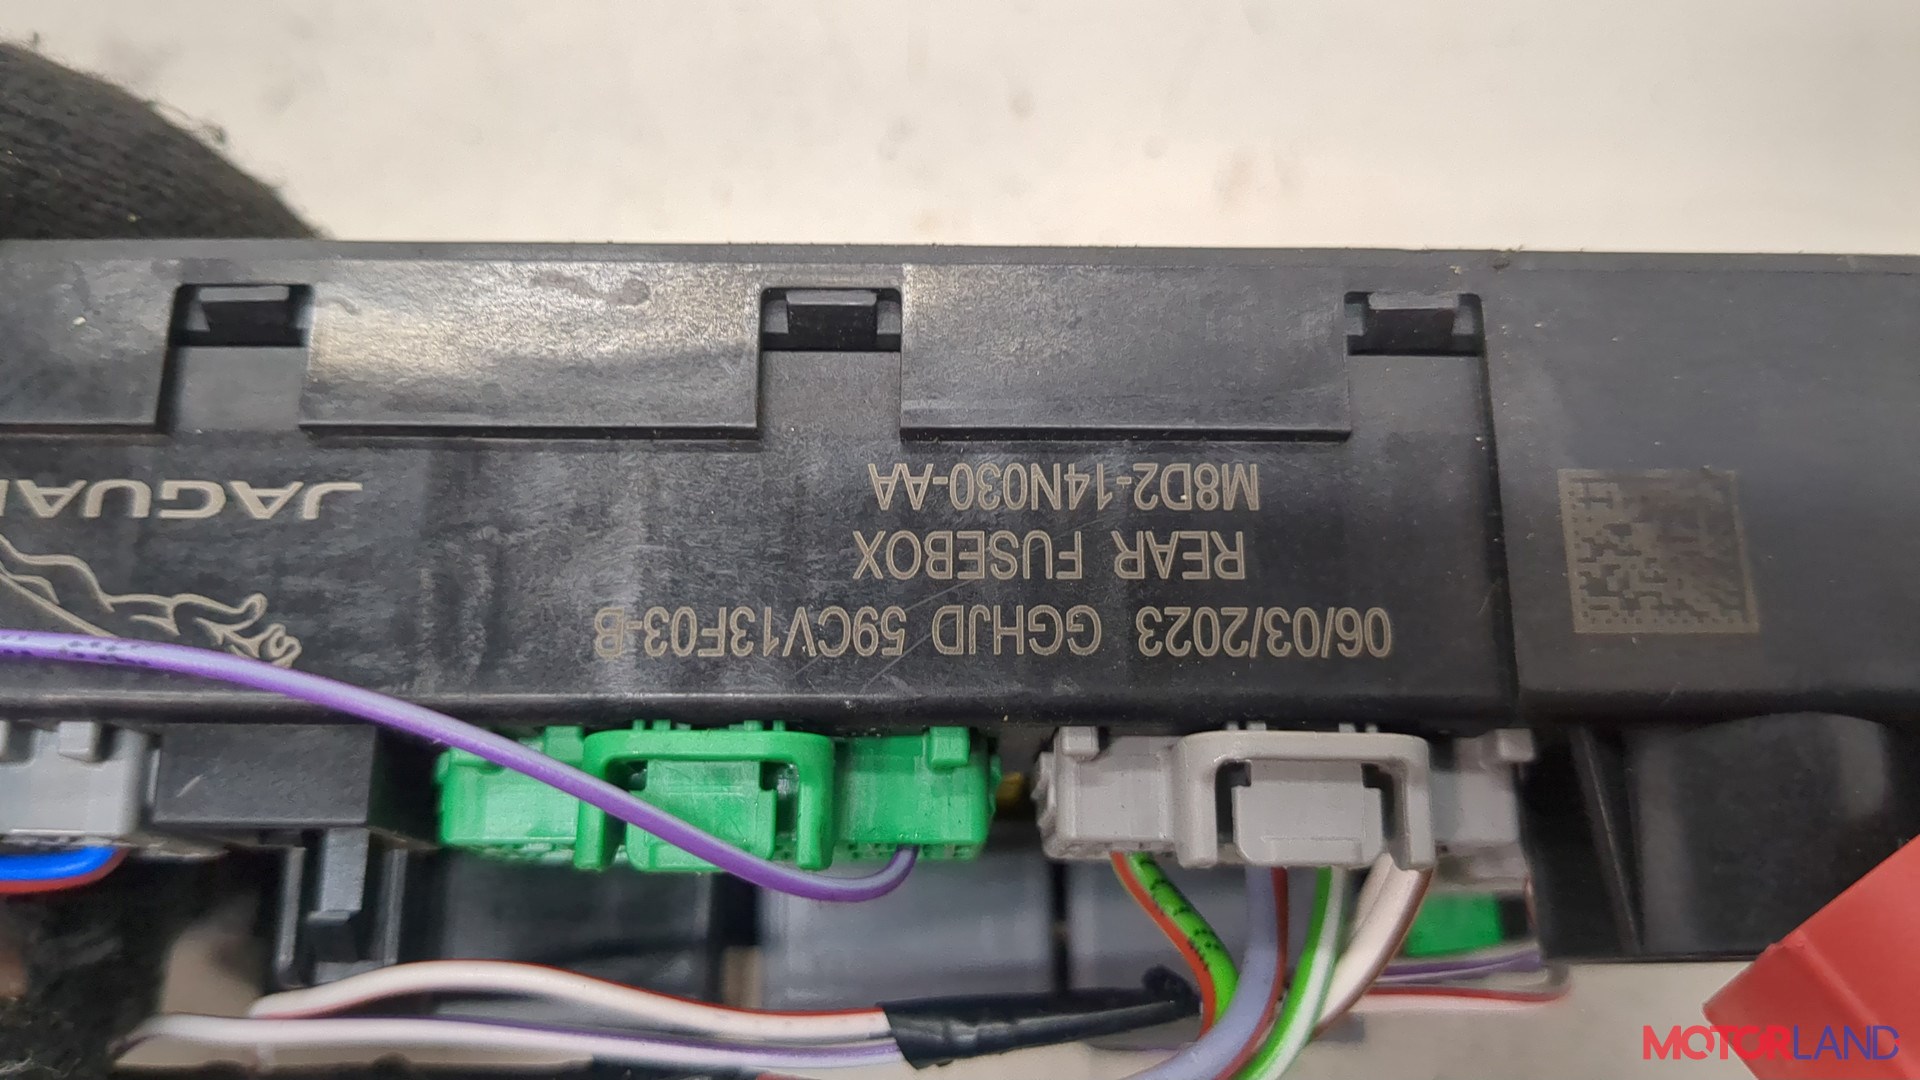 06/03/2023 GGHJD 59CV13F03-B
REAR FUSEBOX
M8D2-14N030-AA
MOTORLAND